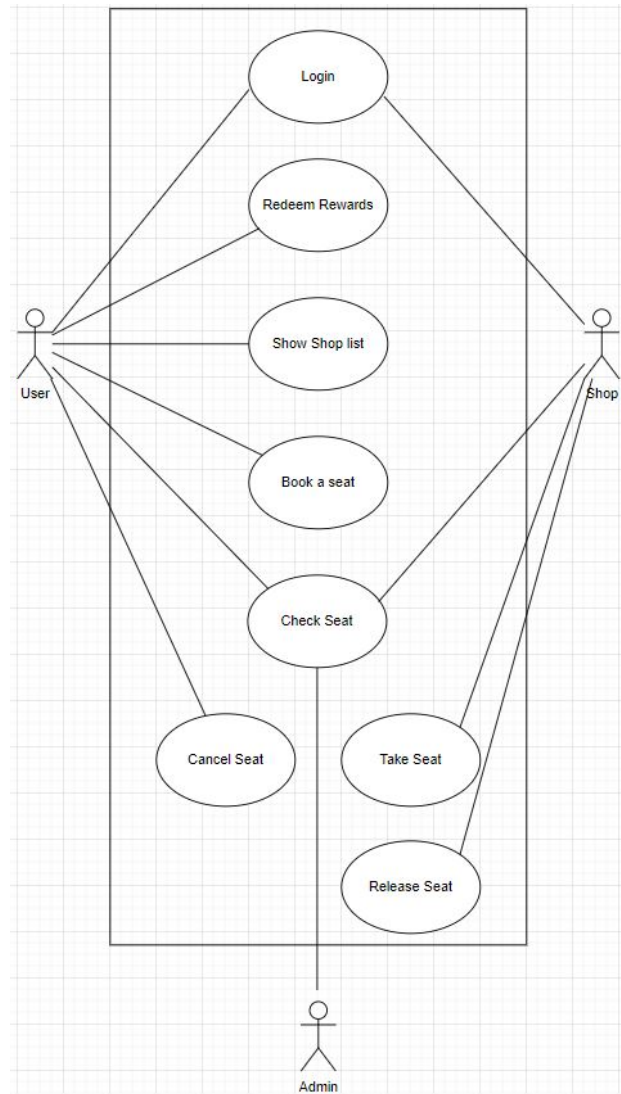 Login
Redeem Rewards
Show Shop list
User
Shop
Book a seat
Check Seat
Cancel Seat
Take Seat
Release Seat
Admin